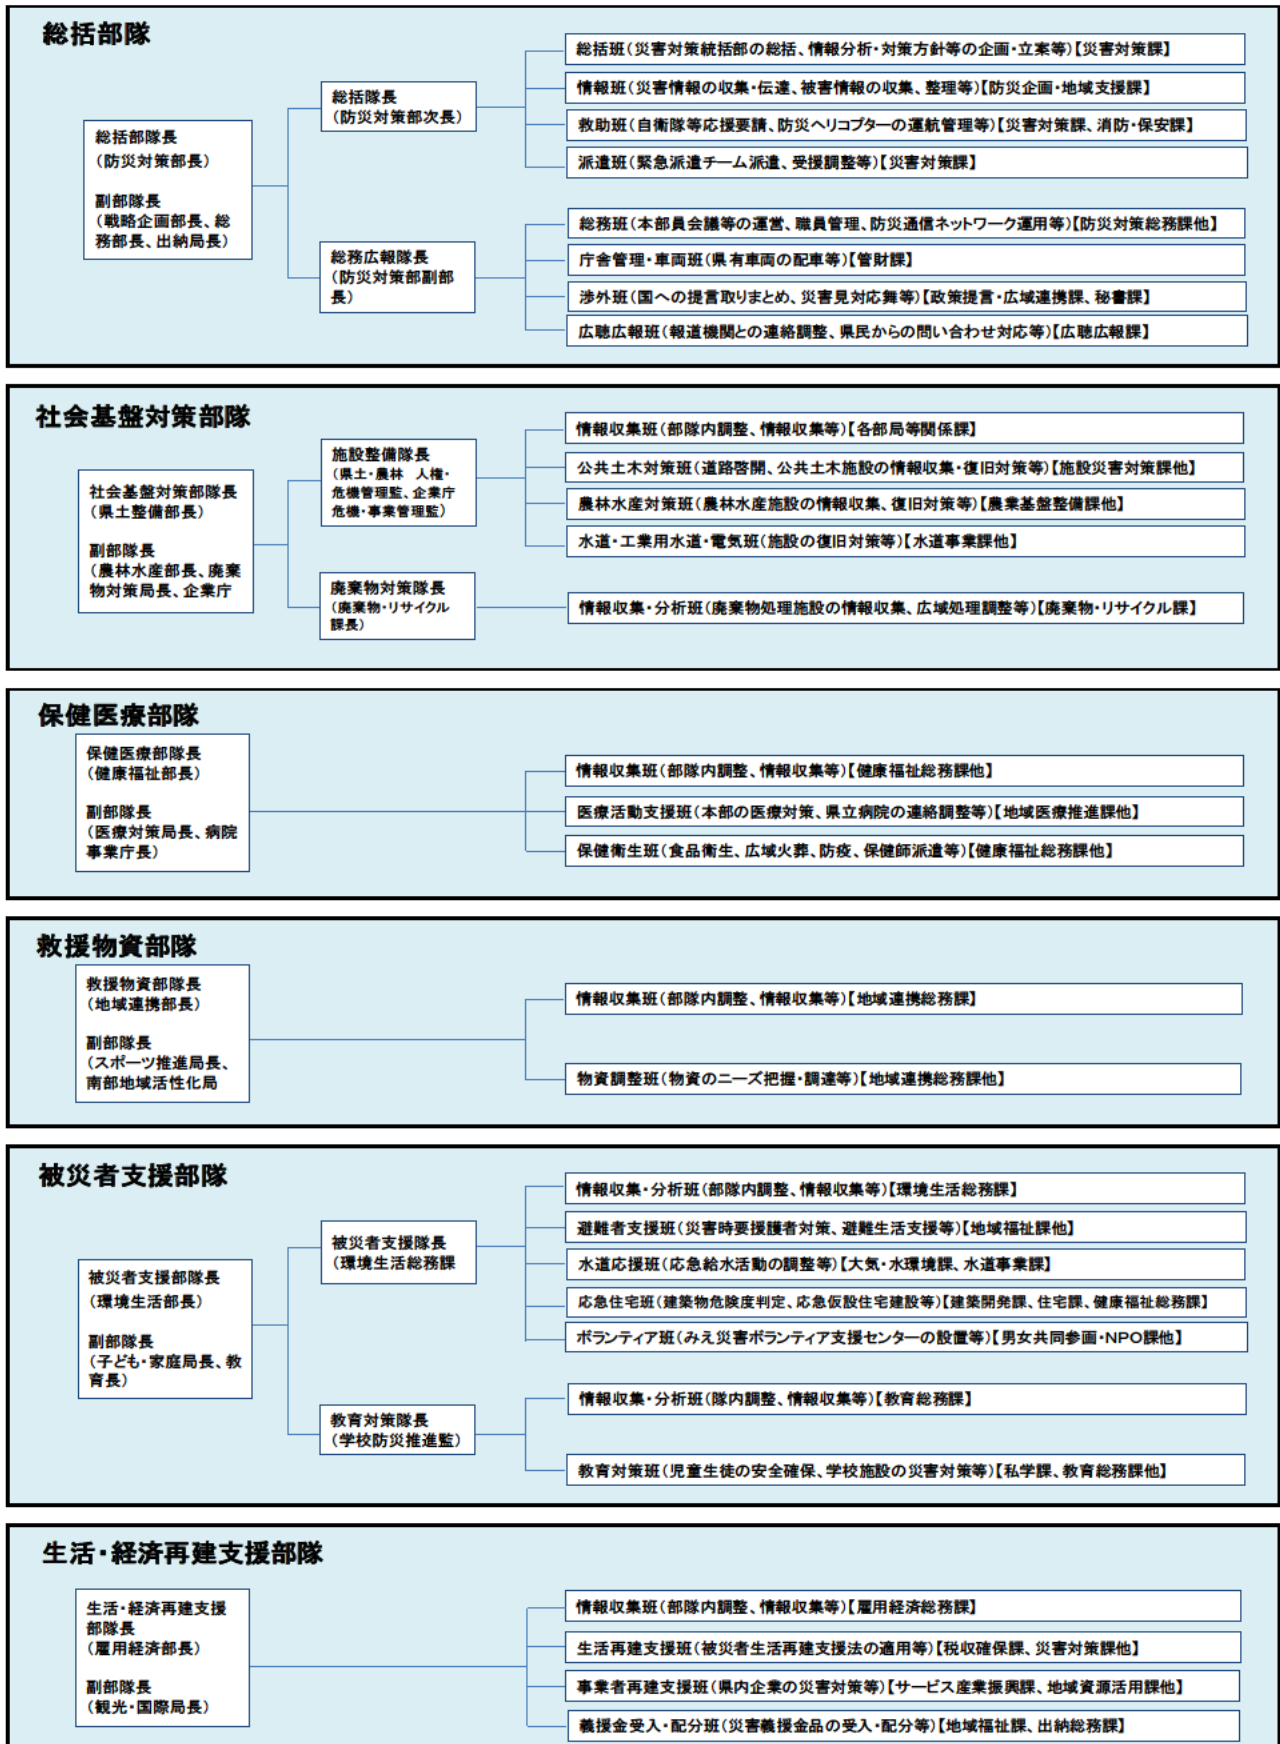 総括部隊
総括部隊長
（防災対策部長）
副部隊長
（戦略企画部長、総
務部長、出納局長）
総括隊長
（防災対策部次長）
総括班（災害対策統括部の総括、情報分析・対策方針等の企画・立案等）【災害対策課】
情報班（災害情報の収集・伝達、被害情報の収集、整理等）【防災企画・地域支援課】
救助班（自衛隊等応援要請、防災ヘリコプターの運航管理等）【災害対策課、消防・保安課】
派遣班（緊急派遣チーム派遣、受援調整等）【災害対策課】
総務広報隊長
（防災対策部副部
長）
総務班（本部員会議等の運営、職員管理、防災通信ネットワーク運用等）【防災対策総務課他】
庁舎管理・車両班（県有車両の配車等）【管財課】
渉外班（国への提言取りまとめ、災害見対応舞等）【政策提言・広域連携課、秘書課】
広聴広報班（報道機関との連絡調整、県民からの問い合わせ対応等）【広聴広報課】
社会基盤対策部隊
社会基盤対策部隊長
（県土整備部長）
副部隊長
（農林水産部長、廃棄
物対策局長、企業庁
施設整備隊長
（県土・農林　人権・
危機管理監、企業庁
危機・事業管理監）
情報収集班（部隊内調整、情報収集等）【各部局等関係課】
公共土木対策班（道路啓開、公共土木施設の情報収集・復旧対策等）【施設災害対策課他】
農林水産対策班（農林水産施設の情報収集、復旧対策等）【農業基盤整備課他】
水道・工業用水道・電気班（施設の復旧対策等）【水道事業課他】
廃棄物対策隊長
（廃棄物・リサイクル
課長）
情報収集・分析班（廃棄物処理施設の情報収集、広域処理調整等）【廃棄物・リサイクル課】
保健医療部隊
保健医療部隊長
（健康福祉部長）
副部隊長
（医療対策局長、病院
事業庁長）
情報収集班（部隊内調整、情報収集等）【健康福祉総務課他】
医療活動支援班（本部の医療対策、県立病院の連絡調整等）【地域医療推進課他】
保健衛生班（食品衛生、広域火葬、防疫、保健師派遣等）【健康福祉総務課他】
救援物資部隊
救援物資部隊長
（地域連携部長）
副部隊長
（スポーツ推進局長、
南部地域活性化局
情報収集班（部隊内調整、情報収集等）【地域連携総務課】
物資調整班（物資のニーズ把握・調達等）【地域連携総務課他】
被災者支援部隊
被災者支援部隊長
（環境生活部長）
副部隊長
（子ども・家庭局長、教
育長）
被災者支援隊長
（環境生活総務課
情報収集・分析班（部隊内調整、情報収集等）【環境生活総務課】
避難者支援班（災害時要援護者対策、避難生活支援等）【地域福祉課他】
水道応援班（応急給水活動の調整等）【大気・水環境課、水道事業課】
応急住宅班（建築物危険度判定、応急仮設住宅建設等）【建築開発課、住宅課、健康福祉総務課】
ボランティア班（みえ災害ボランティア支援センターの設置等）【男女共同参画・NPO課他】
教育対策隊長
（学校防災推進監）
情報収集・分析班（隊内調整、情報収集等）【教育総務課】
教育対策班（児童生徒の安全確保、学校施設の災害対策等）【私学課、教育総務課他】
生活・経済再建支援部隊
生活・経済再建支援
部隊長
（雇用経済部長）
副部隊長
（観光・国際局長）
情報収集班（部隊内調整、情報収集等）【雇用経済総務課】
生活再建支援班（被災者生活再建支援法の適用等）【税収確保課、災害対策課他】
事業者再建支援班（県内企業の災害対策等）【サービス産業振興課、地域資源活用課他】
義援金受入・配分班（災害義援金品の受入・配分等）【地域福祉課、出納総務課】